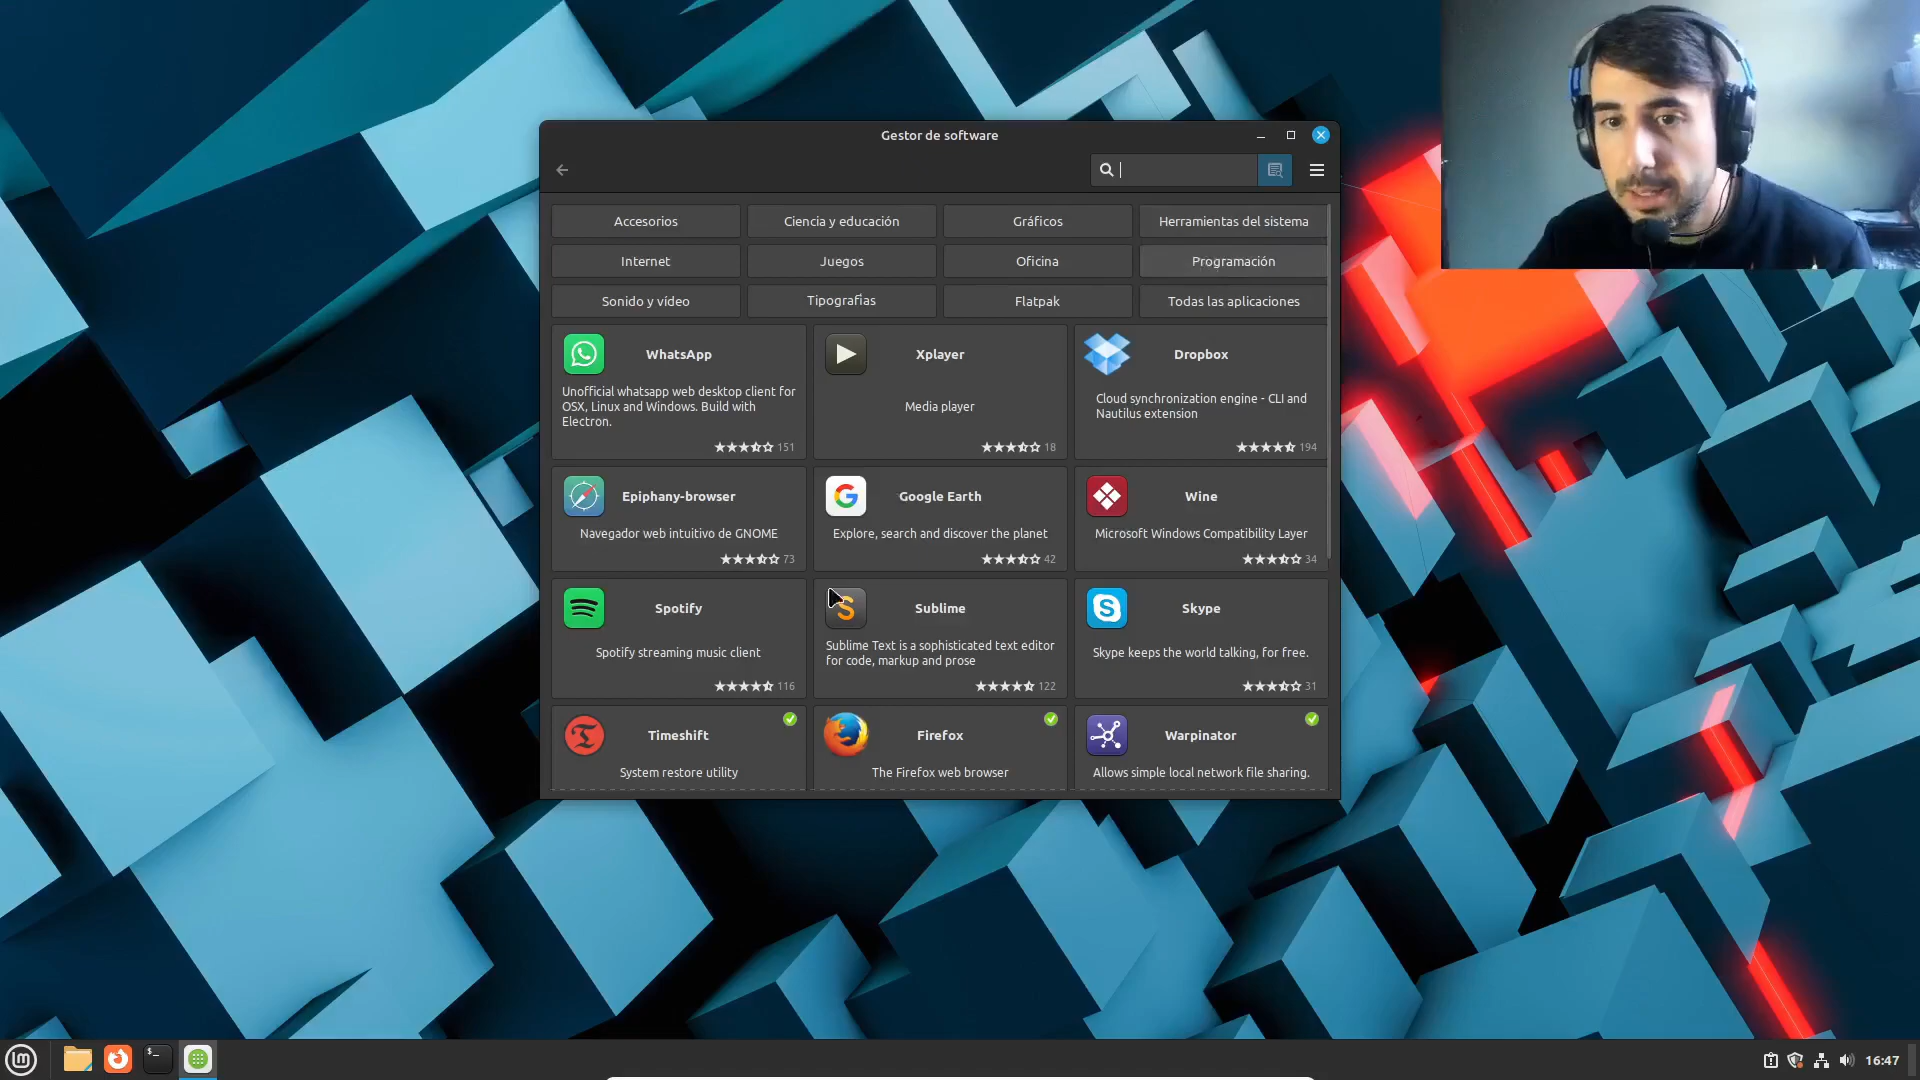 Gestor de software
Accesorios
Ciencia y educación
Gráficos
Herramientas del sistema
Internet
Juegos
Oficina
Programación
Sonido y vídeo
Tipografías
Flatpak
Todas las aplicaciones
WhatsApp
Unofficial whatsapp web desktop client for
OSX, Linux and Windows. Build with
Electron.
151
Xplayer
Media player
18
Dropbox
Cloud synchronization engine - CLI and
Nautilus extension
194
Epiphany-browser
Navegador web intuitivo de GNOME
73
Google Earth
Explore, search and discover the planet
42
Wine
Microsoft Windows Compatibility Layer
34
Spotify
Spotify streaming music client
116
Sublime
Sublime Text is a sophisticated text editor
for code, markup and prose
122
Skype
Skype keeps the world talking, for free.
31
Timeshift
System restore utility
Firefox
The Firefox web browser
Warpinator
Allows simple local network file sharing.
16:47